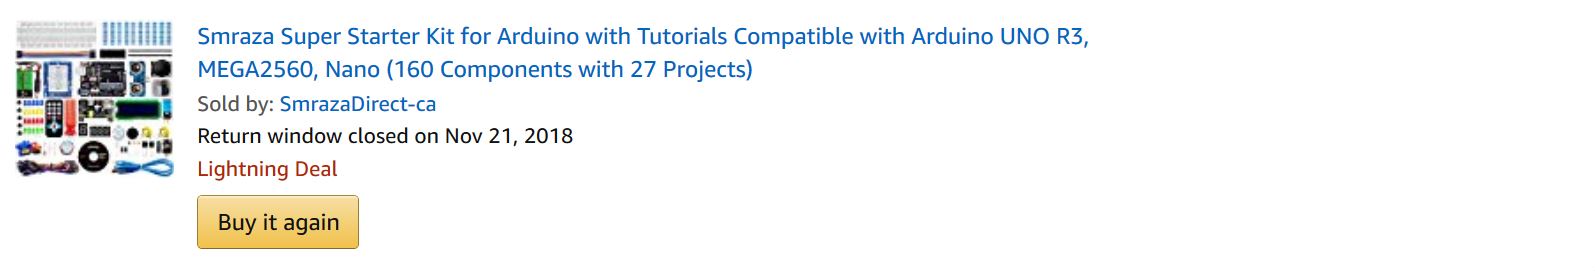 Smraza Super Starter Kit for Arduino with Tutorials Compatible with Arduino UNO R3,
MEGA2560, Nano (160 Components with 27 Projects)
Sold by: SmrazaDirect-ca
Return window closed on Nov 21, 2018
Lightning Deal
Buy it again